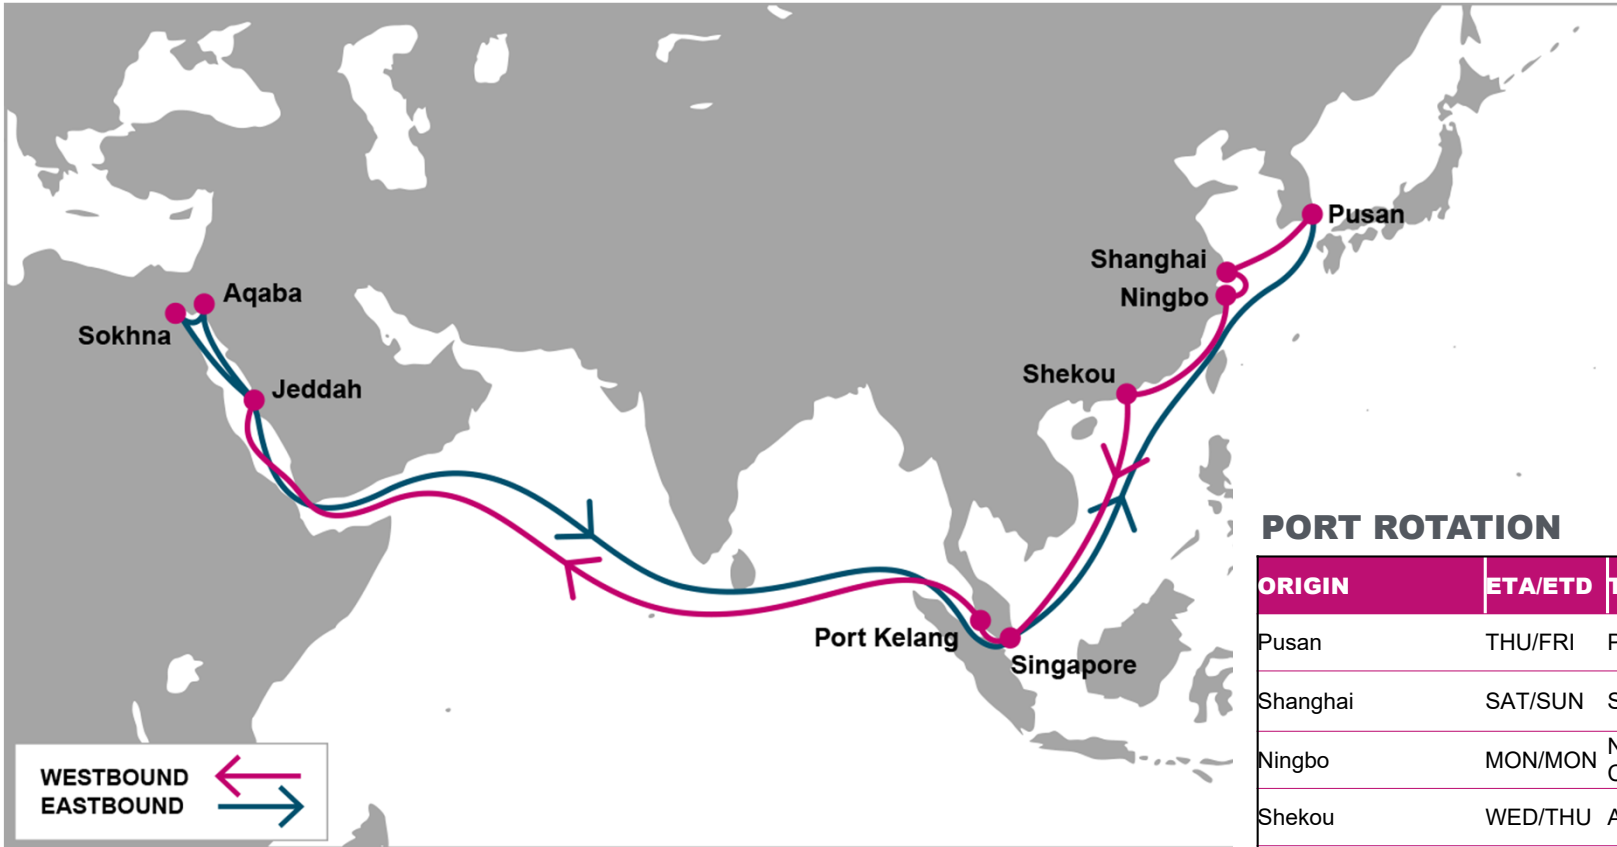 Pusan
Shanghai
Ningbo
Aqaba
Sokhna
Shekou
Jeddah
Port Kelang
Singapore
WESTBOUND
EASTBOUND
PORT ROTATION
ORIGIN ETA/ETD
Pusan THU/FRI
Shanghai SAT/SUN
Ningbo MON/MON
Shekou WED/THU